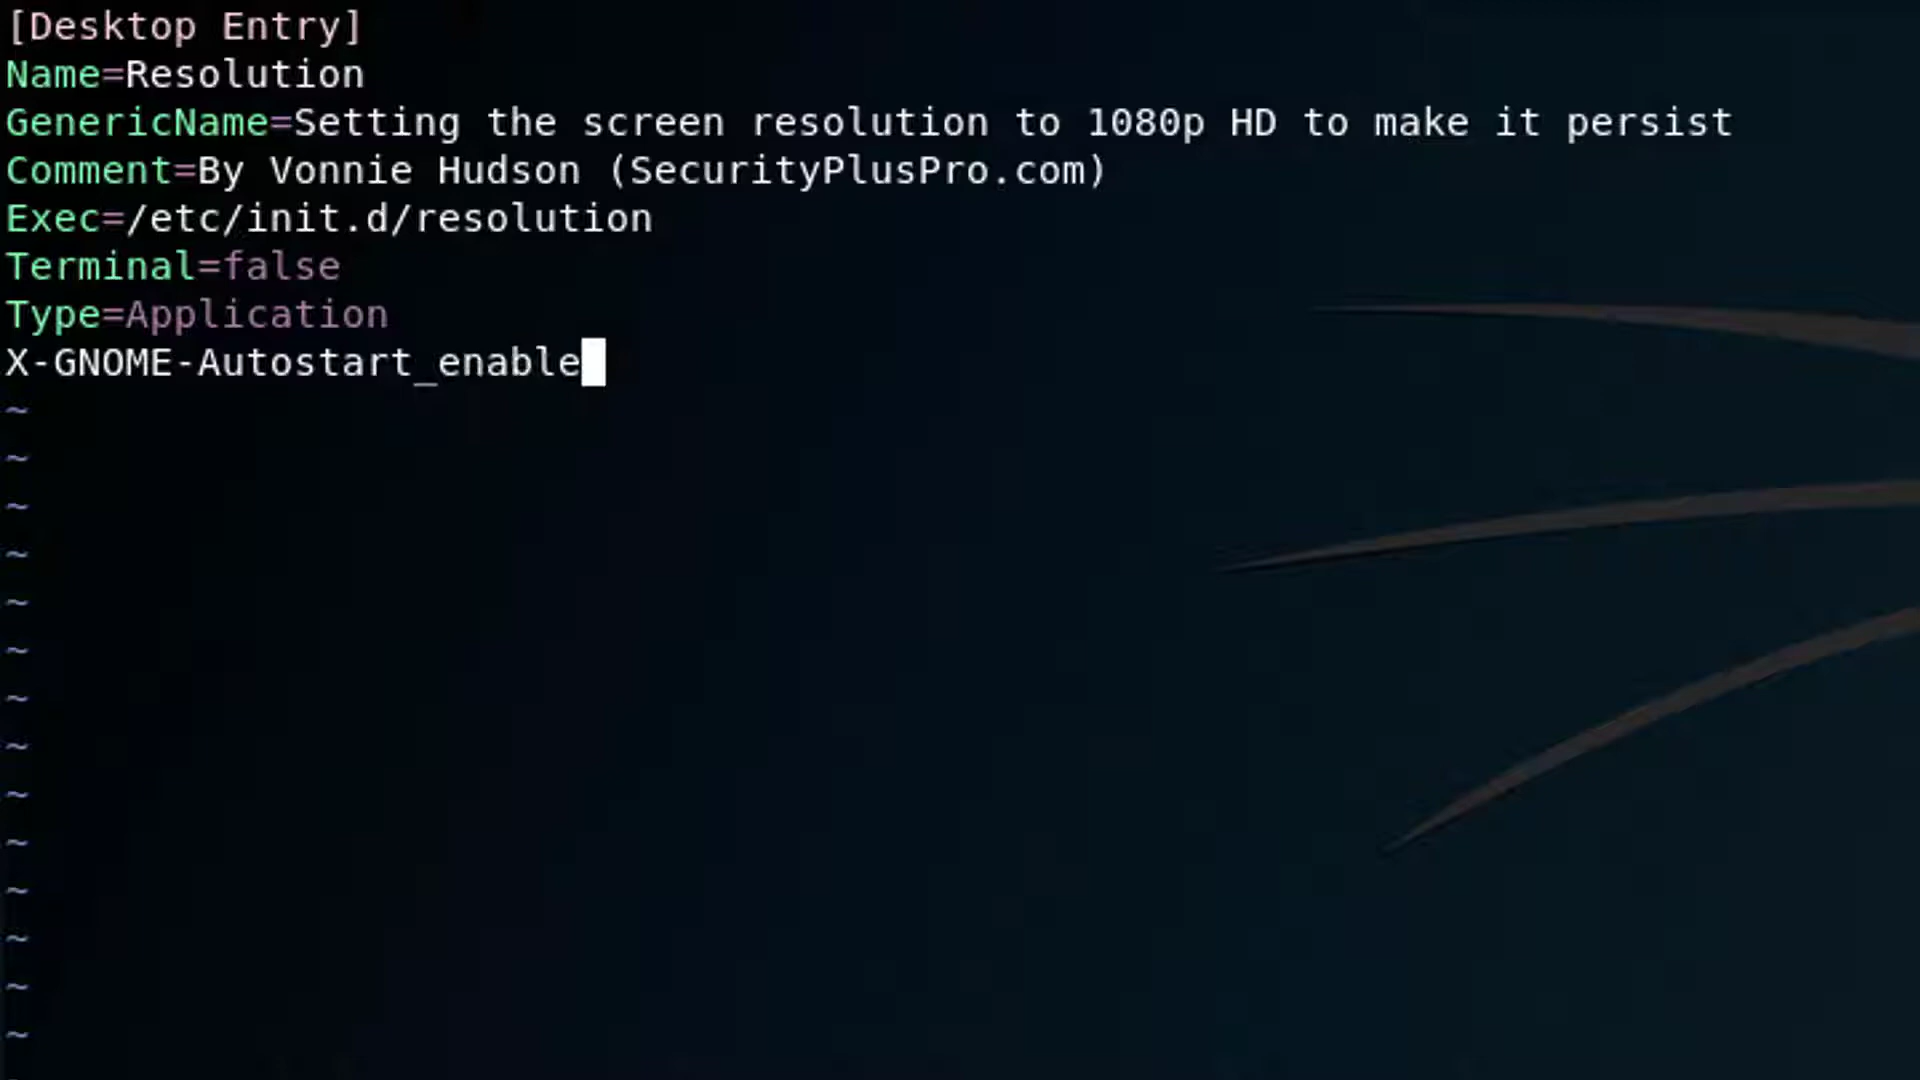 [Desktop Entry]
Name=Resolution
GenericName=Setting the screen resolution to 1080p HD to make it persist
Comment=By Vonnie Hudson (SecurityPlusPro.com)
Exec=/etc/init.d/resolution
Terminal=false
Type=Application
X-GNOME-Autostart_enable
~
~
~
~
~
~
~
~
~
~
~
~
~
~